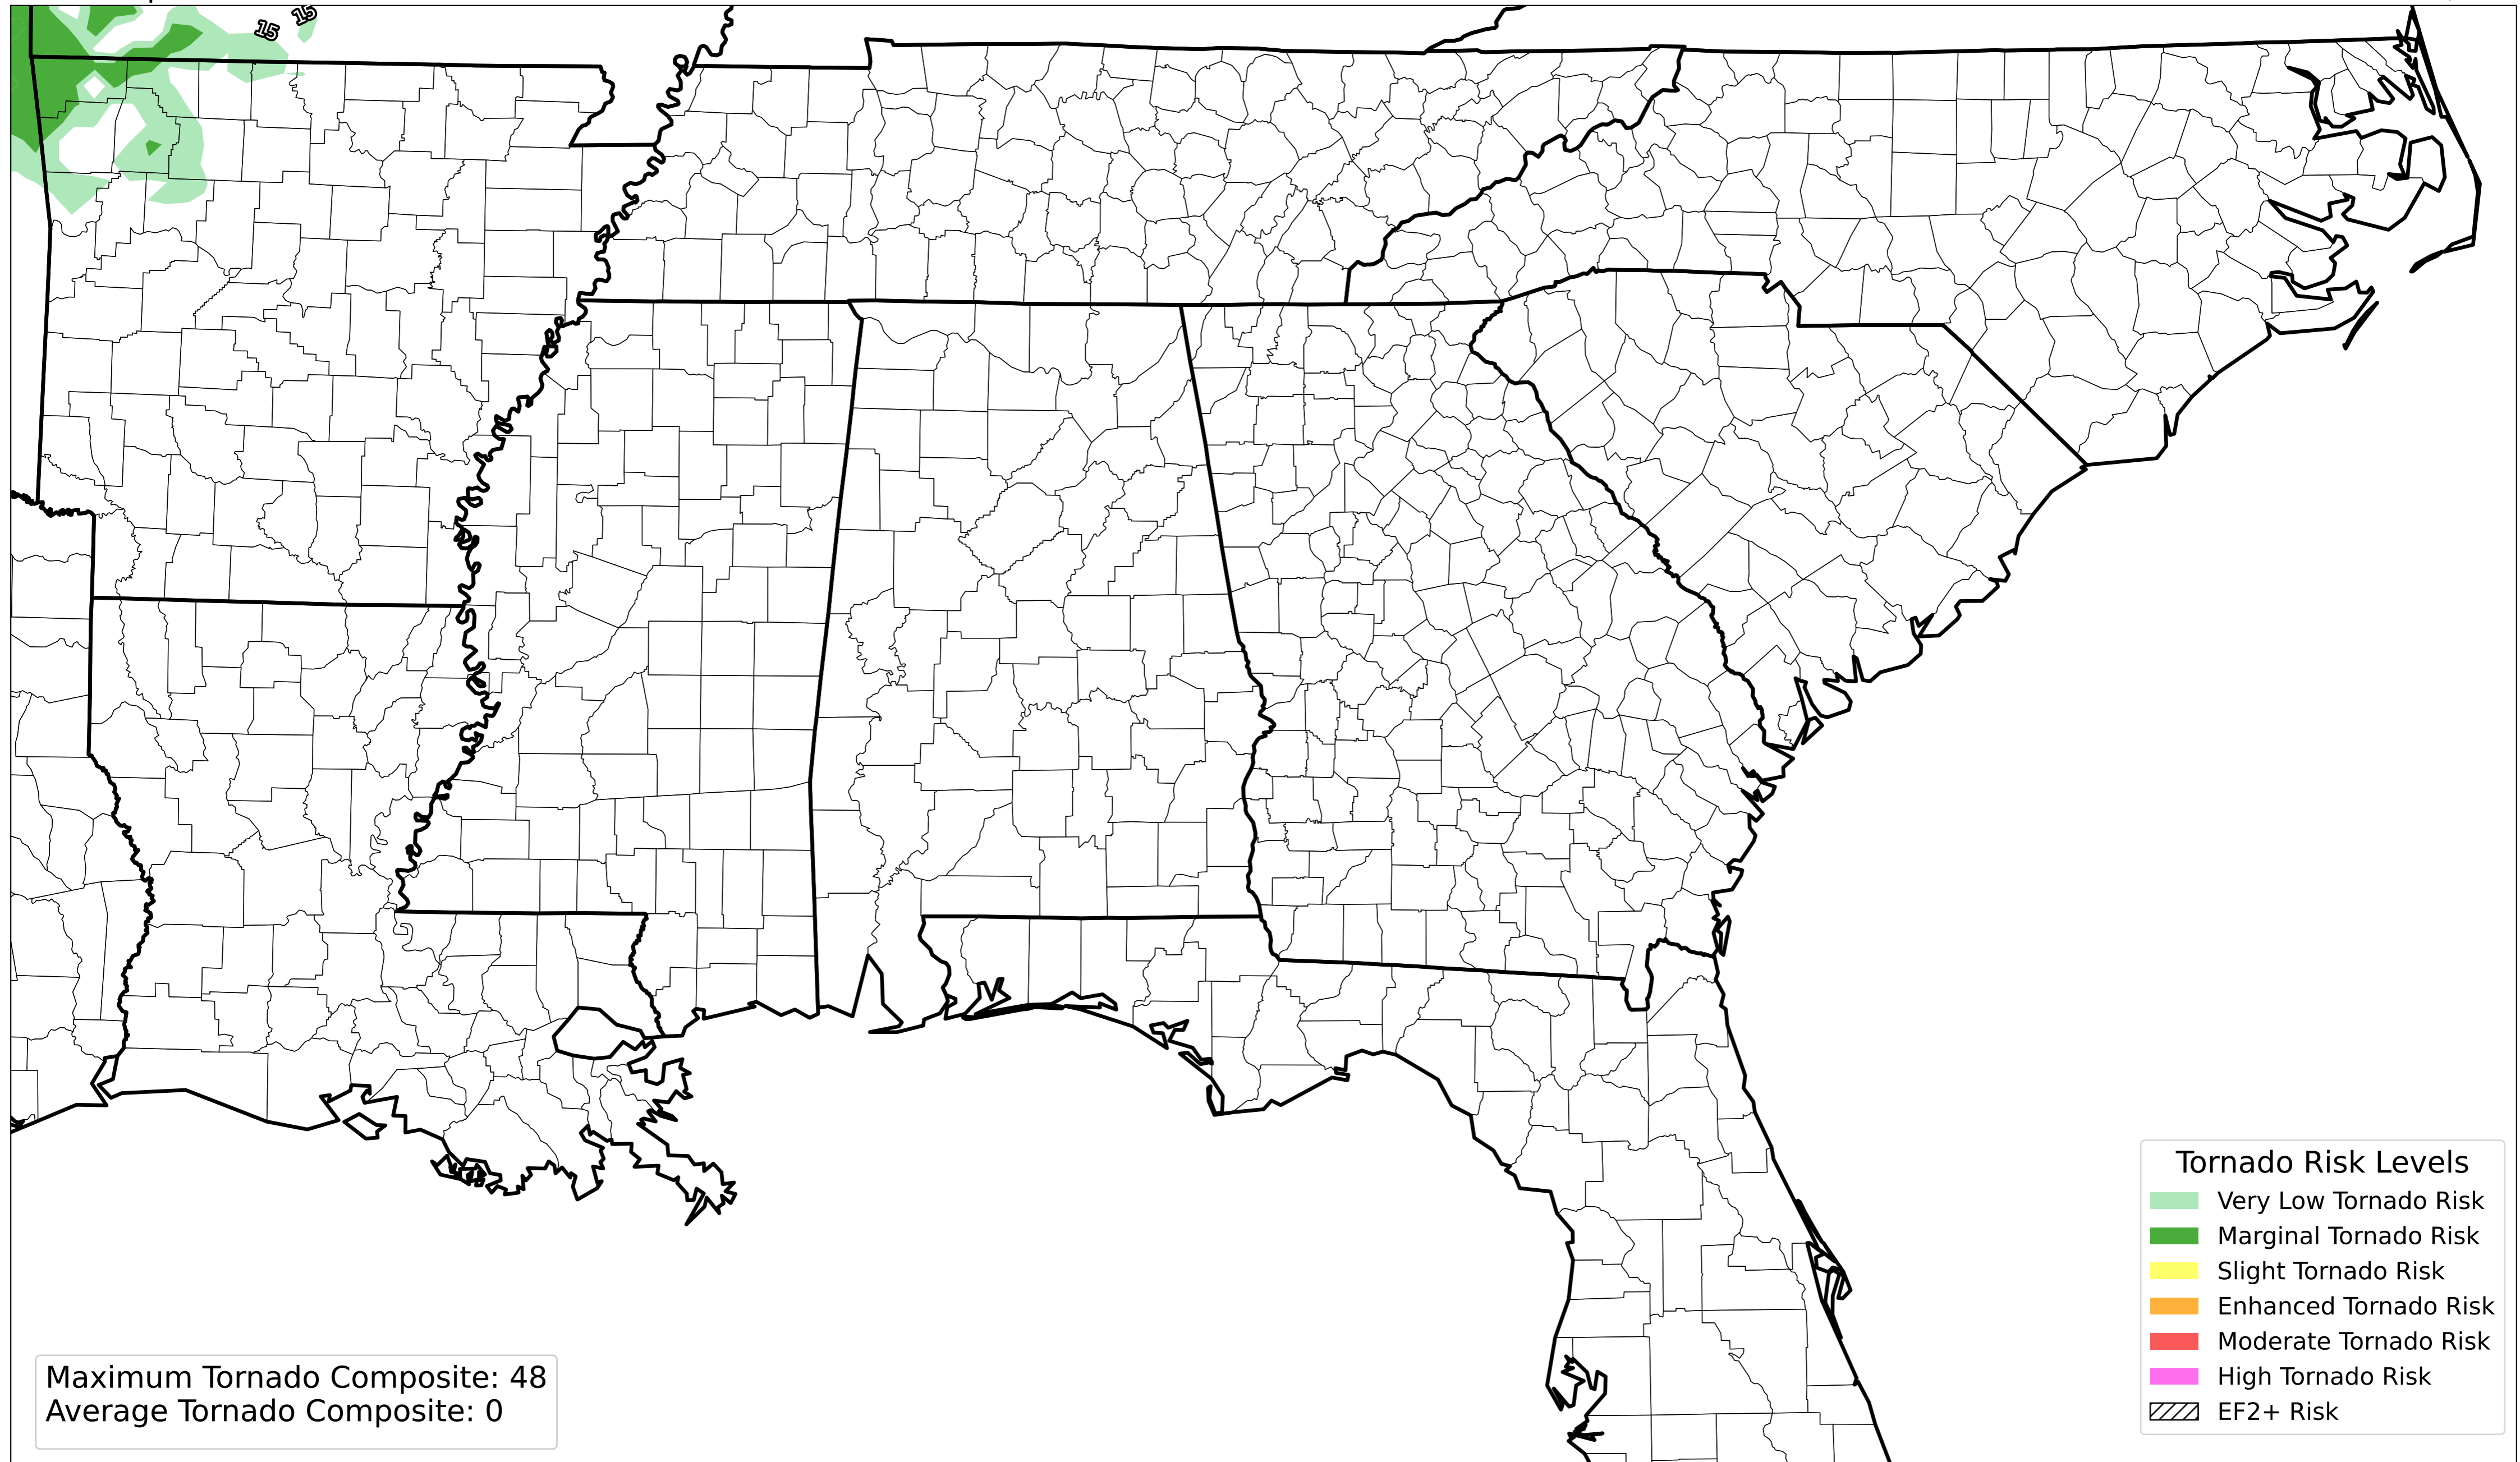 15
15
Tornado Risk Levels
Very Low Tornado Risk
Marginal Tornado Risk
Slight Tornado Risk
Enhanced Tornado Risk
Moderate Tornado Risk
High Tornado Risk
EF2+ Risk
Maximum Tornado Composite: 48
Average Tornado Composite: 0